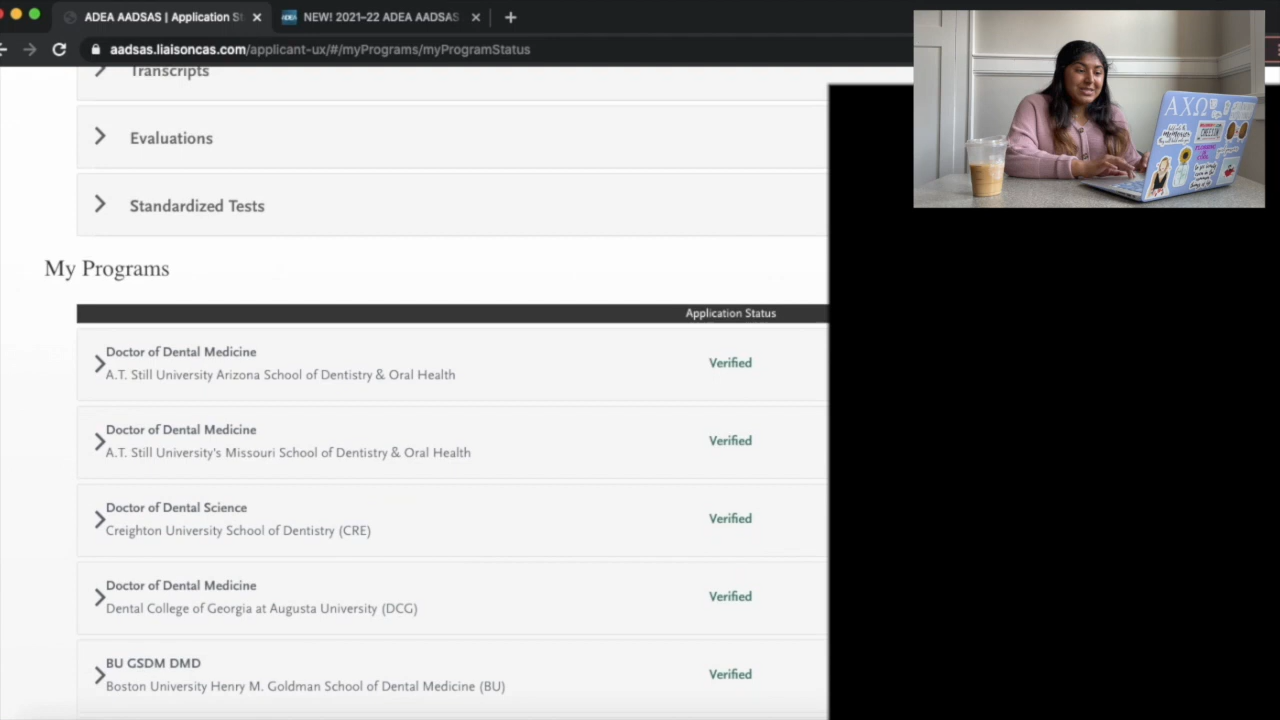 ADEA AADSAS | Application St
NEW! 2021–22 ADEA AADSAS
aadsas.liaisoncas.com/applicant-ux/#/myPrograms/myProgramStatus
Transcripts
Evaluations
Standardized Tests
My Programs
Application Status
Doctor of Dental Medicine
A.T. Still University Arizona School of Dentistry & Oral Health
Verified
Doctor of Dental Medicine
A.T. Still University's Missouri School of Dentistry & Oral Health
Verified
Doctor of Dental Science
Creighton University School of Dentistry (CRE)
Verified
Doctor of Dental Medicine
Dental College of Georgia at Augusta University (DCG)
Verified
BU GSDM DMD
Boston University Henry M. Goldman School of Dental Medicine (BU)
Verified
ΑΧΩ